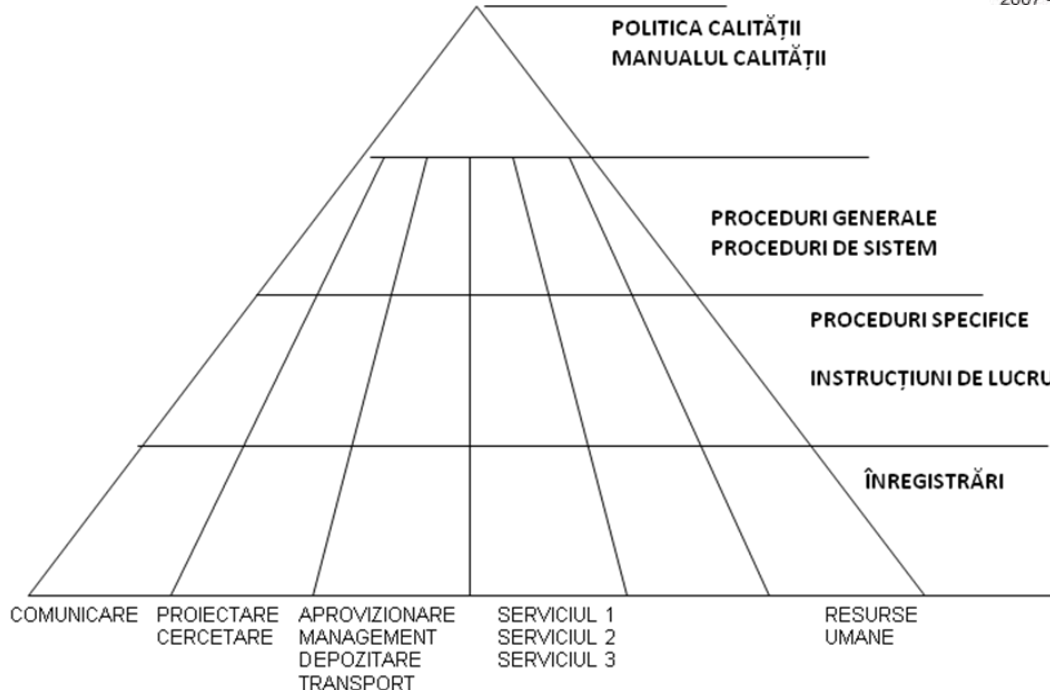 POLITICA CALITĂȚII
MANUALUL CALITĂȚII
PROCEDURI GENERALE
PROCEDURI DE SISTEM
PROCEDURI SPECIFICE
INSTRUCȚIUNI DE LUCRU
ÎNREGISTRĂRI
COMUNICARE
PROIECTARE
CERCETARE
APROVIZIONARE
MANAGEMENT
DEPOZITARE
TRANSPORT
SERVICIUL 1
SERVICIUL 2
SERVICIUL 3
RESURSE
UMANE